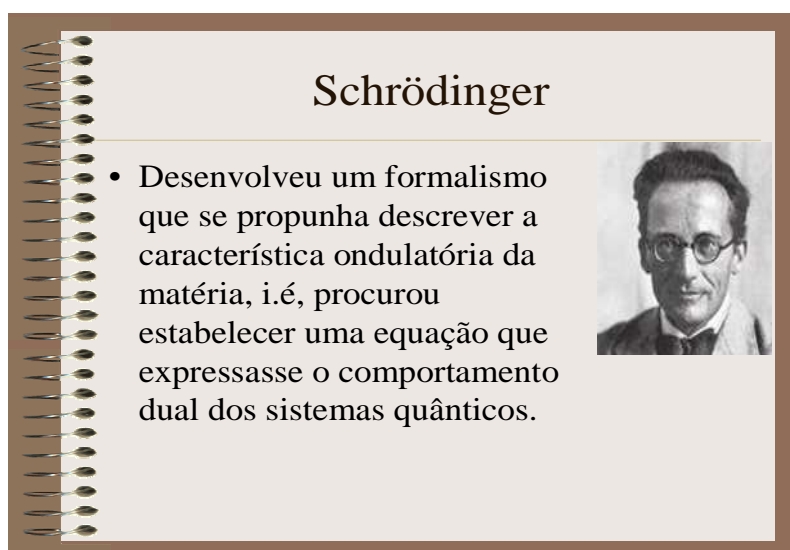 Schrödinger
• Desenvolveu um formalismo
que se propunha descrever a
característica ondulatória da
matéria, i.é, procurou
estabelecer uma equação que
expressasse o comportamento
dual dos sistemas quânticos.